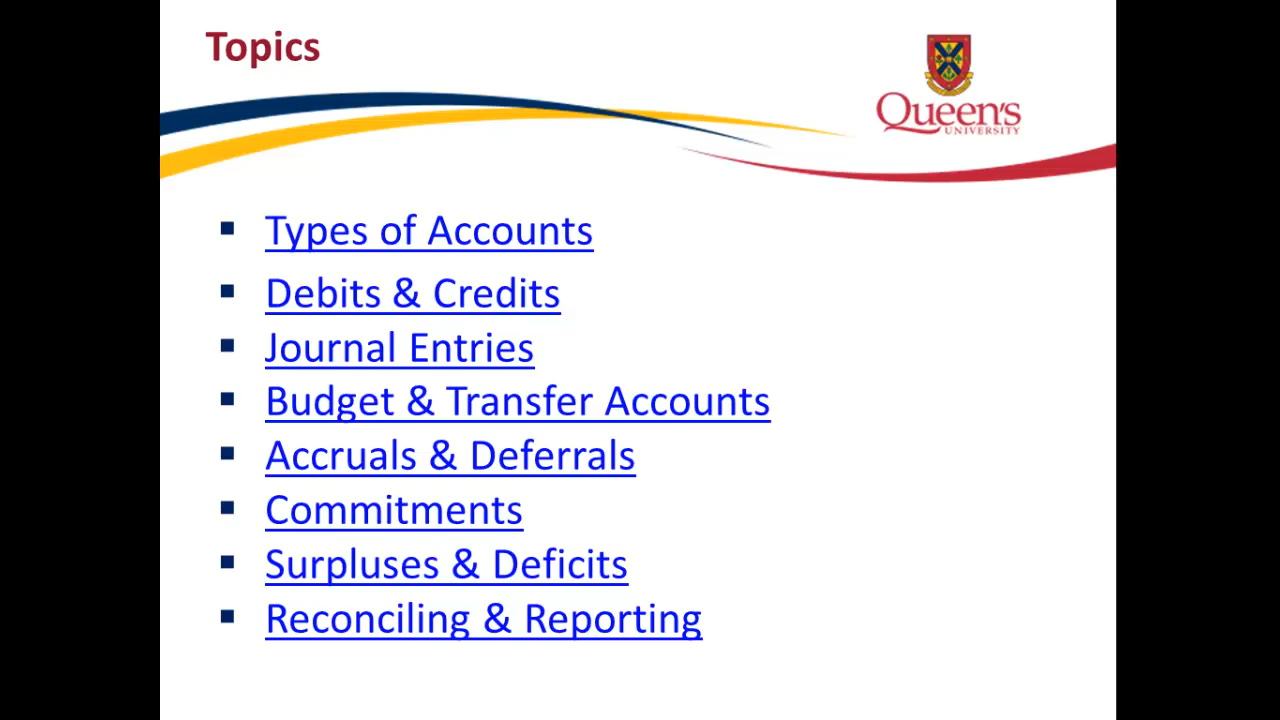 Topics
Queen's
UNIVERSITY
Types of Accounts
Debits & Credits
Journal Entries
Budget & Transfer Accounts
Accruals & Deferrals
Commitments
Surpluses & Deficits
Reconciling & Reporting